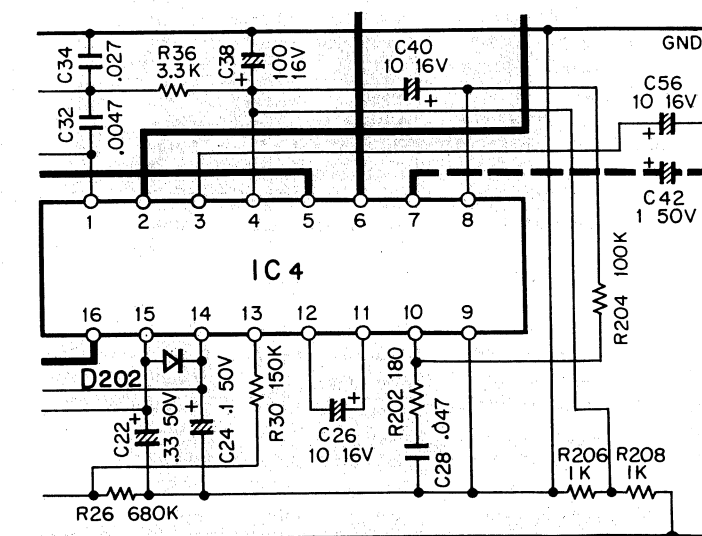 GND
C34
.027
R36
3.3K
C38
100
16V
C40
10 16V
C56
10 16V
C32
.0047
C42
1 50V
1 2 3 4 5 6 7 8
IC4
100K
R204
16 15 14 13 12 11 10 9
D202
C22
.33 50V
C24
.1 50V
R30 150K
C26
10 16V
R202 180
C28
.047
R206
1K
R208
1K
R26 680K
+
+
+
+
+
+
+